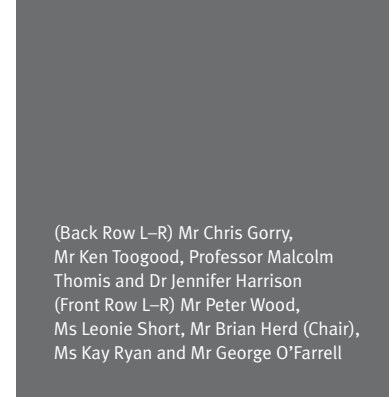 (Back Row L–R) Mr Chris Gorry,
Mr Ken Toogood, Professor Malcolm
Thomis and Dr Jennifer Harrison
(Front Row L–R) Mr Peter Wood,
Ms Leonie Short, Mr Brian Herd (Chair),
Ms Kay Ryan and Mr George O’Farrell